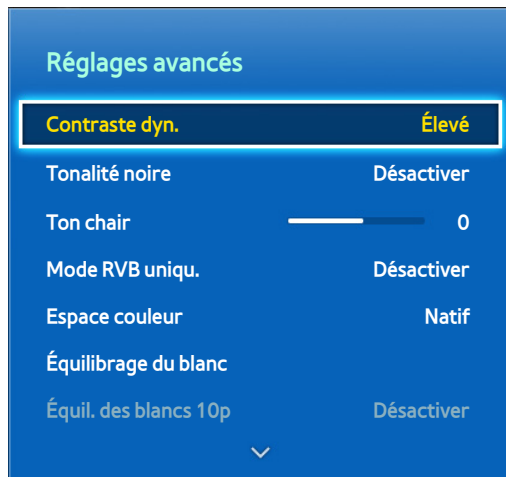 Réglages avancés
Contraste dyn. Élevé
Tonalité noire Désactiver
Ton chair 0
Mode RVB uniqu. Désactiver
Espace couleur Natif
Équilibrage du blanc
Équil. des blancs 10p Désactiver